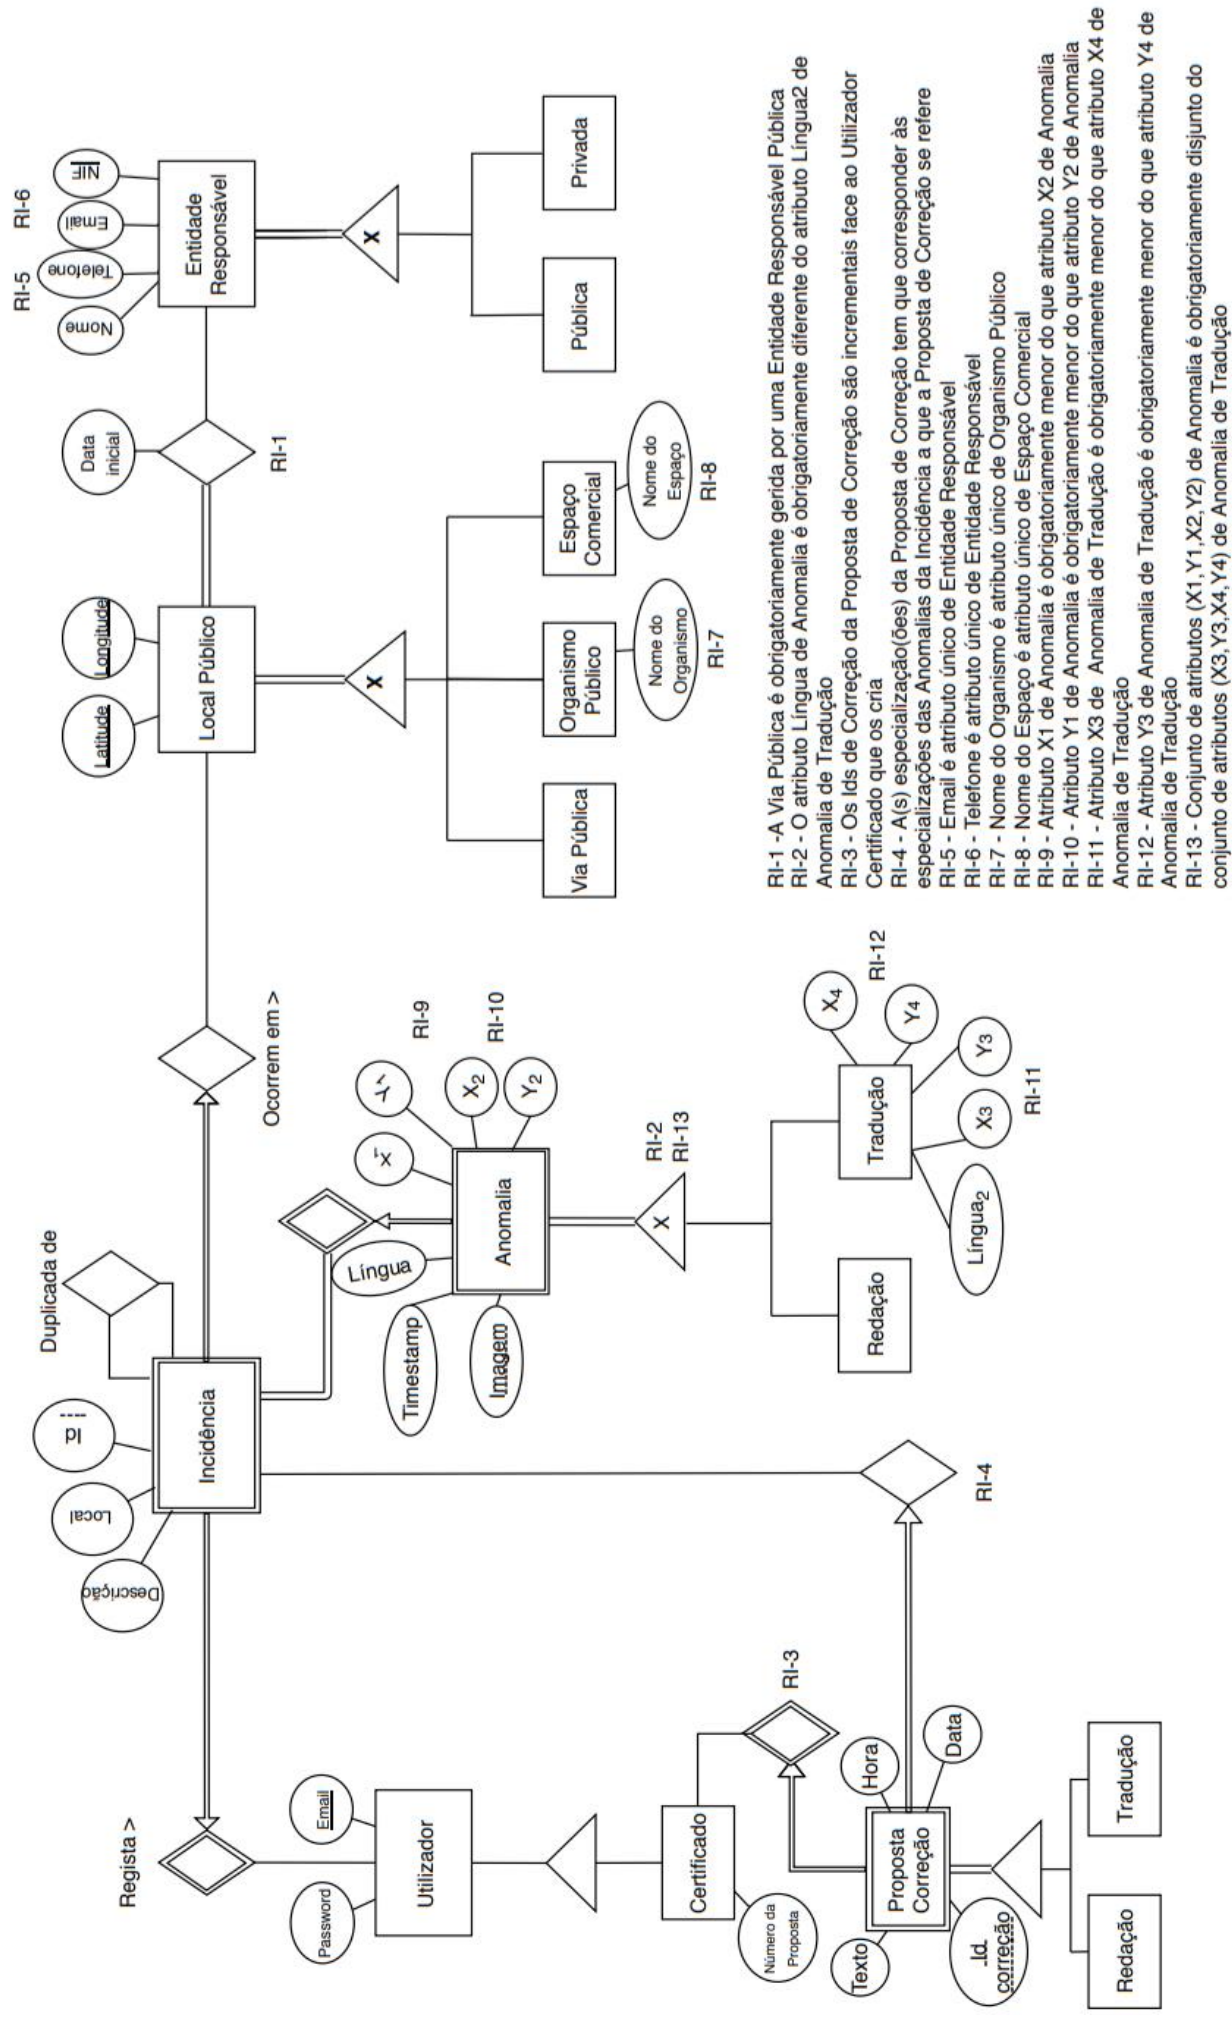 Duplicada de
Id
Local
Descrição
Incidência
Regista >
Ocorrem em >
Latitude
Longitude
Local Público
Data
inicial
RI-1
RI-5
RI-6
Nome
Telefone
Email
NIF
Entidade
Responsável
X
Pública
Privada
X
Via Pública
Organismo
Público
Espaço
Comercial
Nome do
Organismo
RI-7
Nome do
Espaço
RI-8
Password
Email
Utilizador
Certificado
Número da
Proposta
RI-3
Texto
Hora
Data
Proposta
Correção
Id
correção
Redação
Tradução
RI-4
Língua
Timestamp
Imagem
Anomalia
X1
Y1
X2
Y2
RI-9
RI-10
X
RI-2
RI-13
Redação
Tradução
Língua2
X3
Y3
X4
Y4
RI-11
RI-12
RI-1 -A Via Pública é obrigatoriamente gerida por uma Entidade Responsável Pública
RI-2 - O atributo Língua de Anomalia é obrigatoriamente diferente do atributo Língua2 de
Anomalia de Tradução
RI-3 - Os Ids de Correção da Proposta de Correção são incrementais face ao Utilizador
Certificado que os cria
RI-4 - A(s) especialização(ões) da Proposta de Correção tem que corresponder às
especializações das Anomalias da Incidência a que a Proposta de Correção se refere
RI-5 - Email é atributo único de Entidade Responsável
RI-6 - Telefone é atributo único de Entidade Responsável
RI-7 - Nome do Organismo é atributo único de Organismo Público
RI-8 - Nome do Espaço é atributo único de Espaço Comercial
RI-9 - Atributo X1 de Anomalia é obrigatoriamente menor do que atributo X2 de Anomalia
RI-10 - Atributo Y1 de Anomalia é obrigatoriamente menor do que atributo Y2 de Anomalia
RI-11 - Atributo X3 de Anomalia de Tradução é obrigatoriamente menor do que atributo X4 de
Anomalia de Tradução
RI-12 - Atributo Y3 de Anomalia de Tradução é obrigatoriamente menor do que atributo Y4 de
Anomalia de Tradução
RI-13 - Conjunto de atributos (X1,Y1,X2,Y2) de Anomalia é obrigatoriamente disjunto do
conjunto de atributos (X3,Y3,X4,Y4) de Anomalia de Tradução